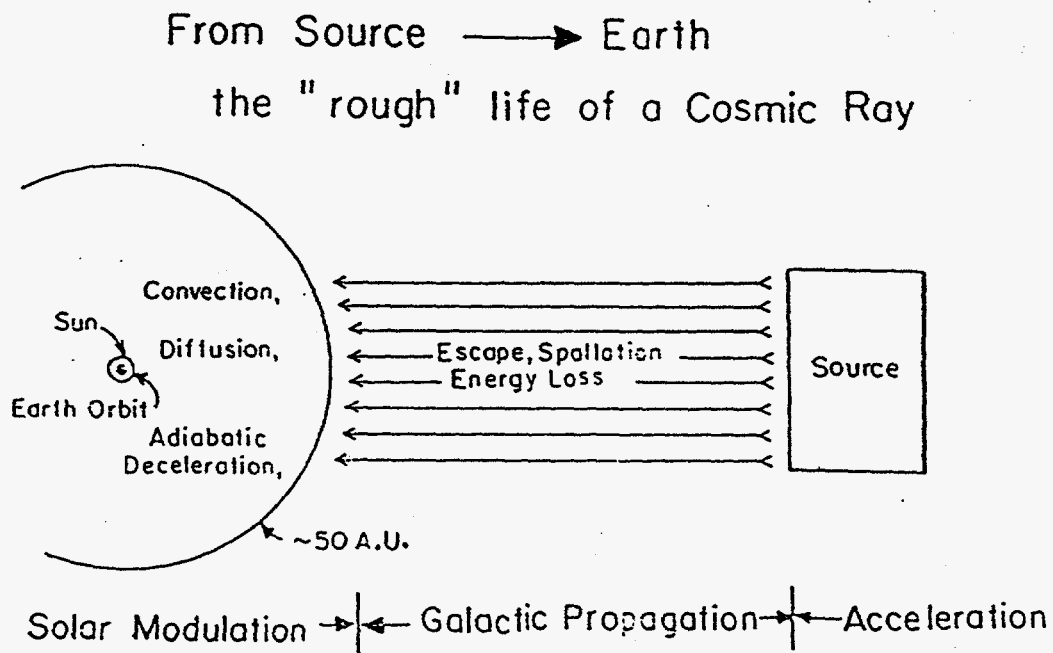 From Source → Earth
the "rough" life of a Cosmic Ray
Convection,
Sun
Diffusion,
Earth Orbit
Adiabatic
Deceleration,
~50 A.U.
Escape, Spallation
Energy Loss
Source
Solar Modulation
Galactic Propagation
Acceleration